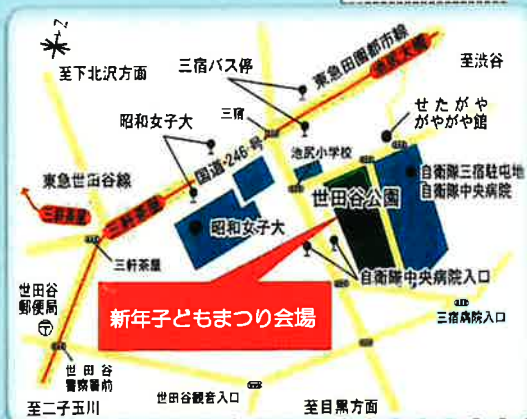 至下北沢方面
三宿バス停
東急田園都市線
池尻大橋
至渋谷
昭和女子大
三宿
せたがや
がやがや館
国道・246・号
池尻小学校
東急世田谷線
三軒茶屋
三軒茶屋
世田谷公園
自衛隊三宿駐屯地
自衛隊中央病院
昭和女子大
三軒茶屋
自衛隊中央病院入口
世田谷
郵便局
新年子どもまつり会場
三宿病院入口
世田谷
警察署前
世田谷観音入口
至二子玉川
至目黒方面